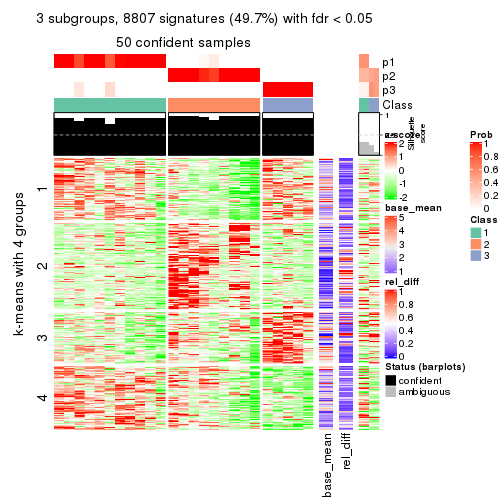 3 subgroups, 8807 signatures (49.7%) with fdr < 0.05
50 confident samples
p1
p2
p3
Class
1
Silhouette
score
z-score
2
1
0
-1
-2
Prob
1
0.8
0.6
0.4
0.2
0
Class
1
2
3
base_mean
5
4
3
2
1
rel_diff
1
0.8
0.6
0.4
0.2
0
Status (barplots)
confident
ambiguous
k-means with 4 groups
1
2
3
4
base_mean
rel_diff